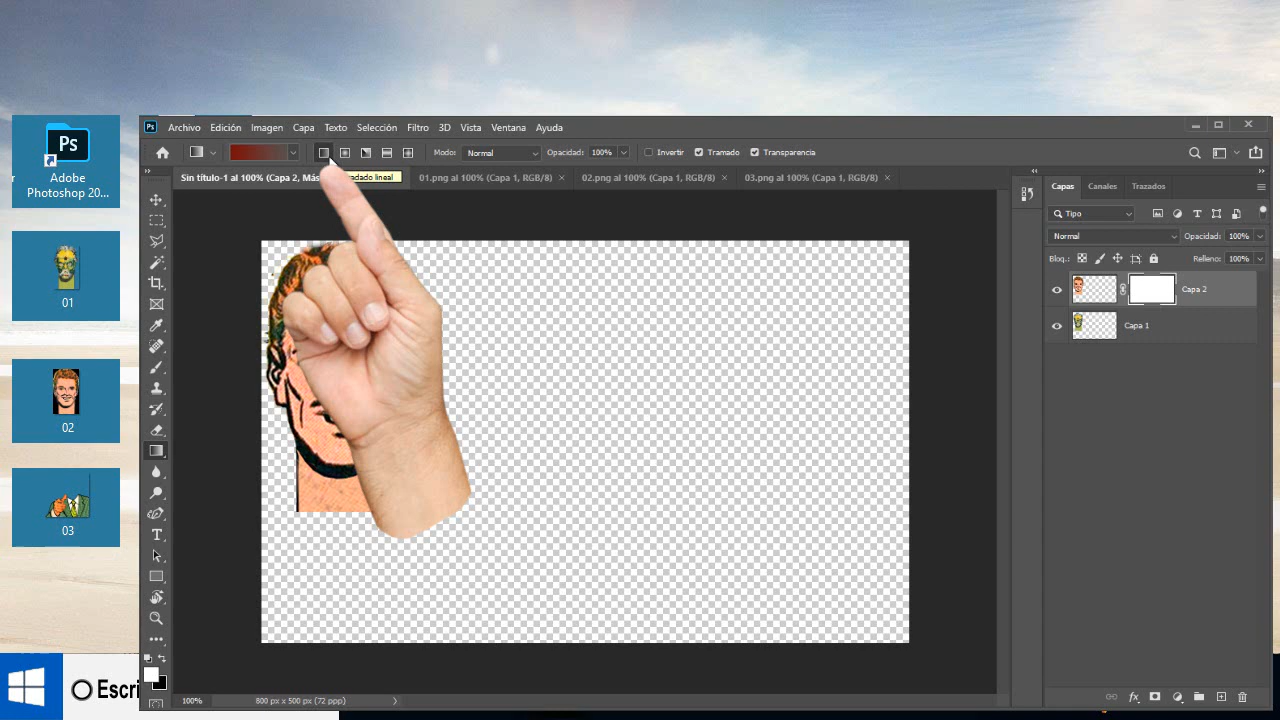 Ps
Adobe
Photoshop 20...
01
02
03
Escri
Ps Archivo Edición Imagen Capa Texto Selección Filtro 3D Vista Ventana Ayuda
Modo: Normal Opacidad: 100% Invertir Tramado Transparencia
Sin título-1 al 100% (Capa 2, Más
adado lineal
01.png al 100% (Capa 1, RGB/8) × 02.png al 100% (Capa 1, RGB/8) × 03.png al 100% (Capa 1, RGB/8) ×
Capas Canales Trazados
Tipo
Normal Opacidad: 100%
Bloq.: Relleno: 100%
Capa 2
Capa 1
100% 800 px x 500 px (72 ppp)